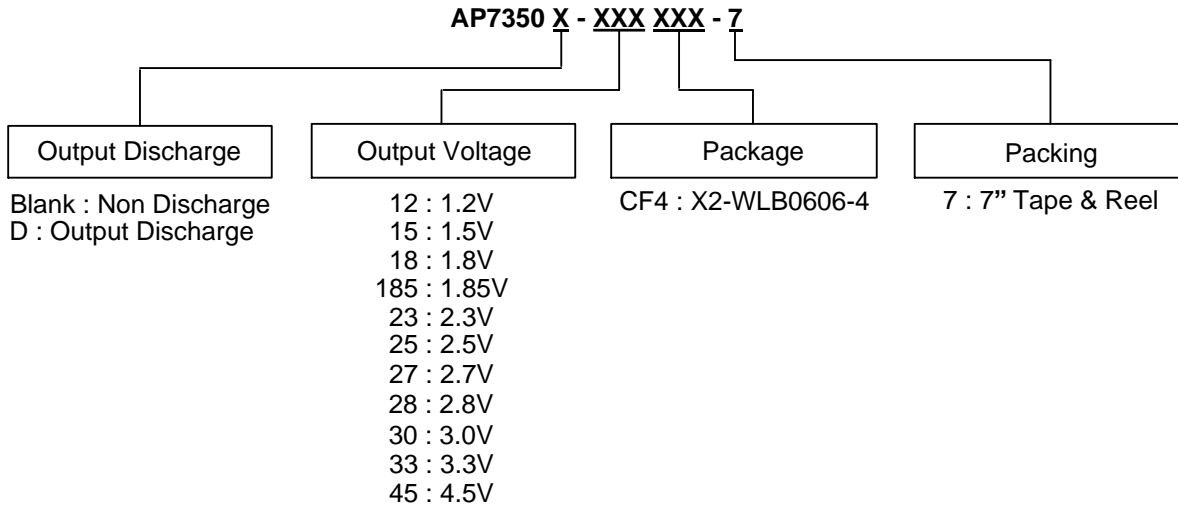 AP7350 X - XXX XXX - 7
Output Discharge
Blank : Non Discharge
D : Output Discharge
Output Voltage
12 : 1.2V
15 : 1.5V
18 : 1.8V
185 : 1.85V
23 : 2.3V
25 : 2.5V
27 : 2.7V
28 : 2.8V
30 : 3.0V
33 : 3.3V
45 : 4.5V
Package
CF4 : X2-WLB0606-4
Packing
7 : 7” Tape & Reel